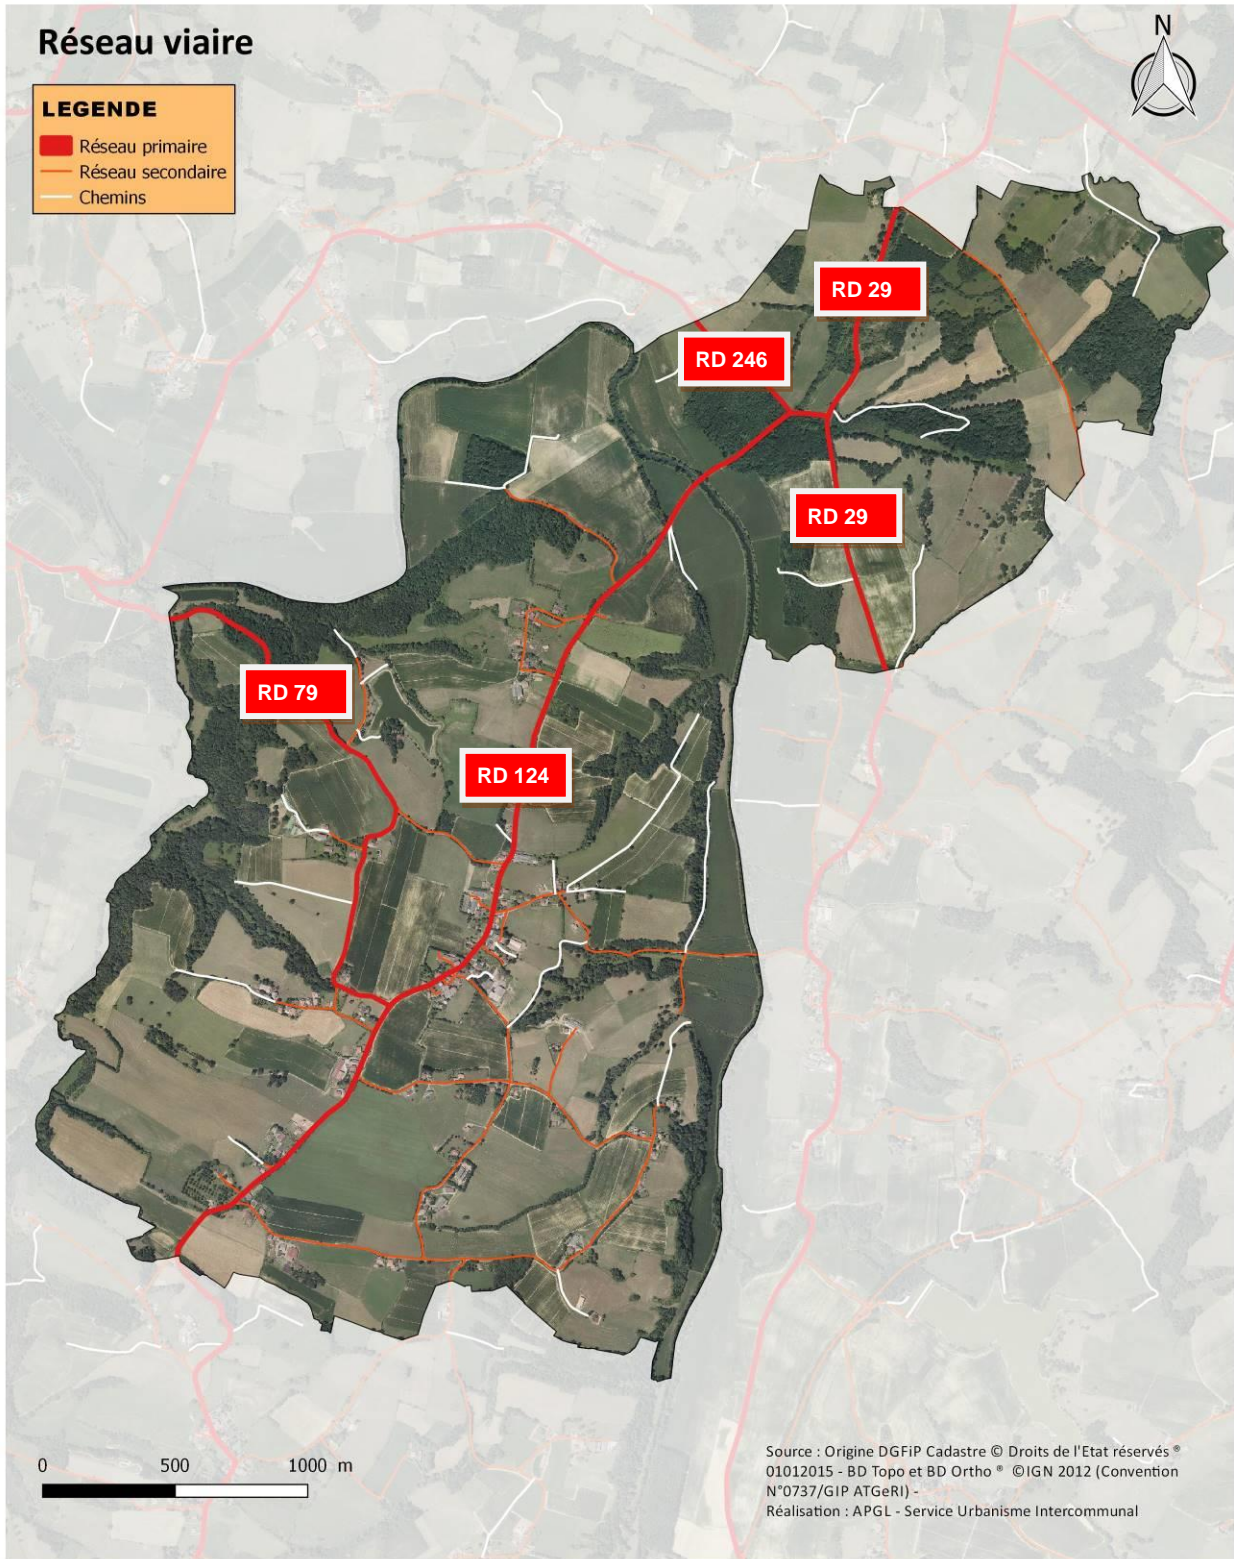 Réseau viaire
N
LEGENDE
Réseau primaire
Réseau secondaire
Chemins
RD 29
RD 246
RD 29
RD 79
RD 124
0 500 1000 m
Source : Origine DGFiP Cadastre © Droits de l'Etat réservés ®
01012015 - BD Topo et BD Ortho ® ©IGN 2012 (Convention
N°0737/GIP ATGeRI) -
Réalisation : APGL - Service Urbanisme Intercommunal